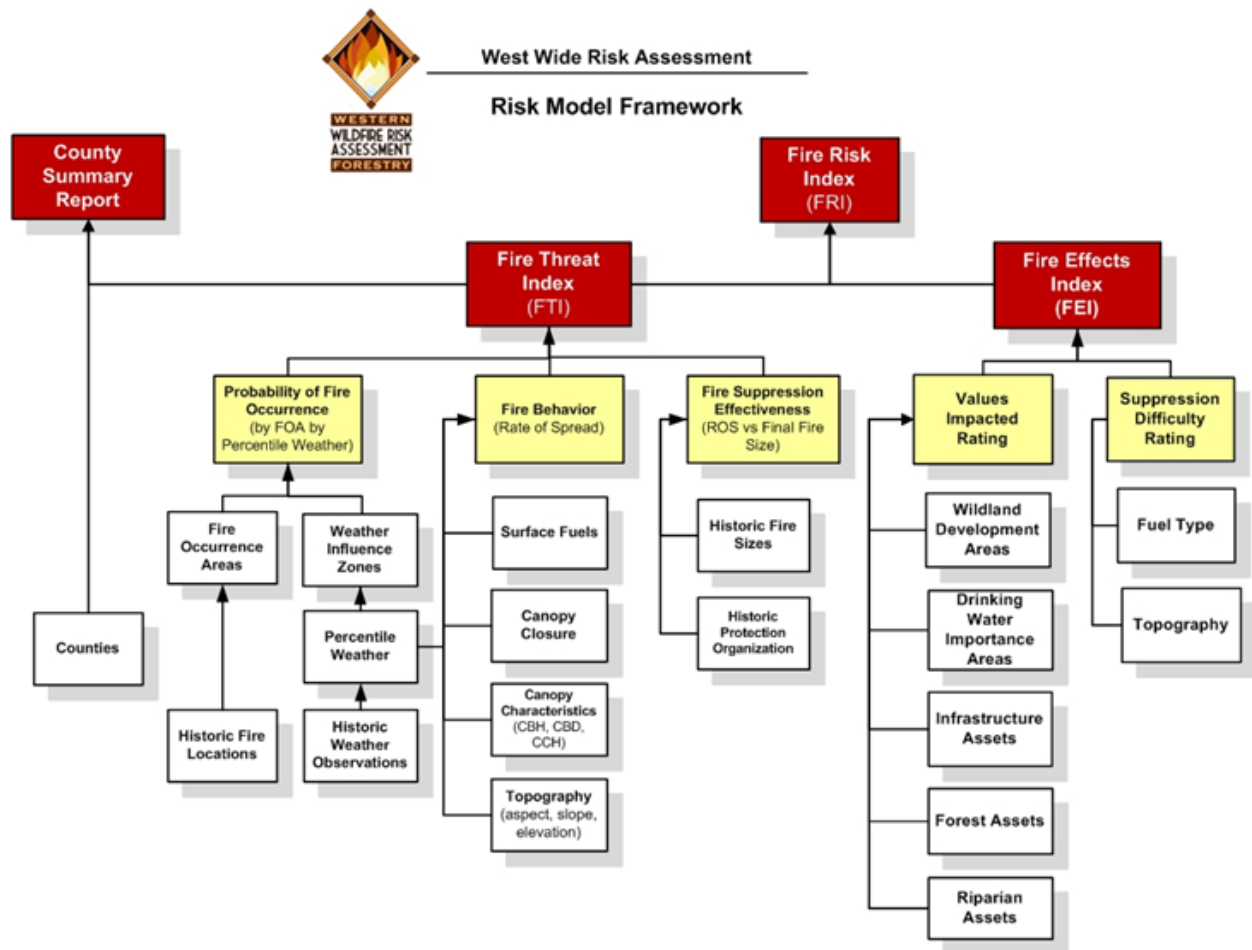 West Wide Risk Assessment
Risk Model Framework
WESTERN
WILDFIRE RISK
ASSESSMENT
FORESTRY
County
Summary
Report
Fire Risk
Index
(FRI)
Fire Threat
Index
(FTI)
Fire Effects
Index
(FEI)
Probability of Fire
Occurrence
(by FOA by
Percentile Weather)
Fire Behavior
(Rate of Spread)
Fire Suppression
Effectiveness
(ROS vs Final Fire
Size)
Values
Impacted
Rating
Suppression
Difficulty
Rating
Fire
Occurrence
Areas
Weather
Influence
Zones
Surface Fuels
Historic Fire
Sizes
Wildland
Development
Areas
Fuel Type
Counties
Percentile
Weather
Canopy
Closure
Historic
Protection
Organization
Drinking
Water
Importance
Areas
Topography
Historic Fire
Locations
Historic
Weather
Observations
Canopy
Characteristics
(CBH, CBD,
CCH)
Infrastructure
Assets
Topography
(aspect, slope,
elevation)
Forest Assets
Riparian
Assets